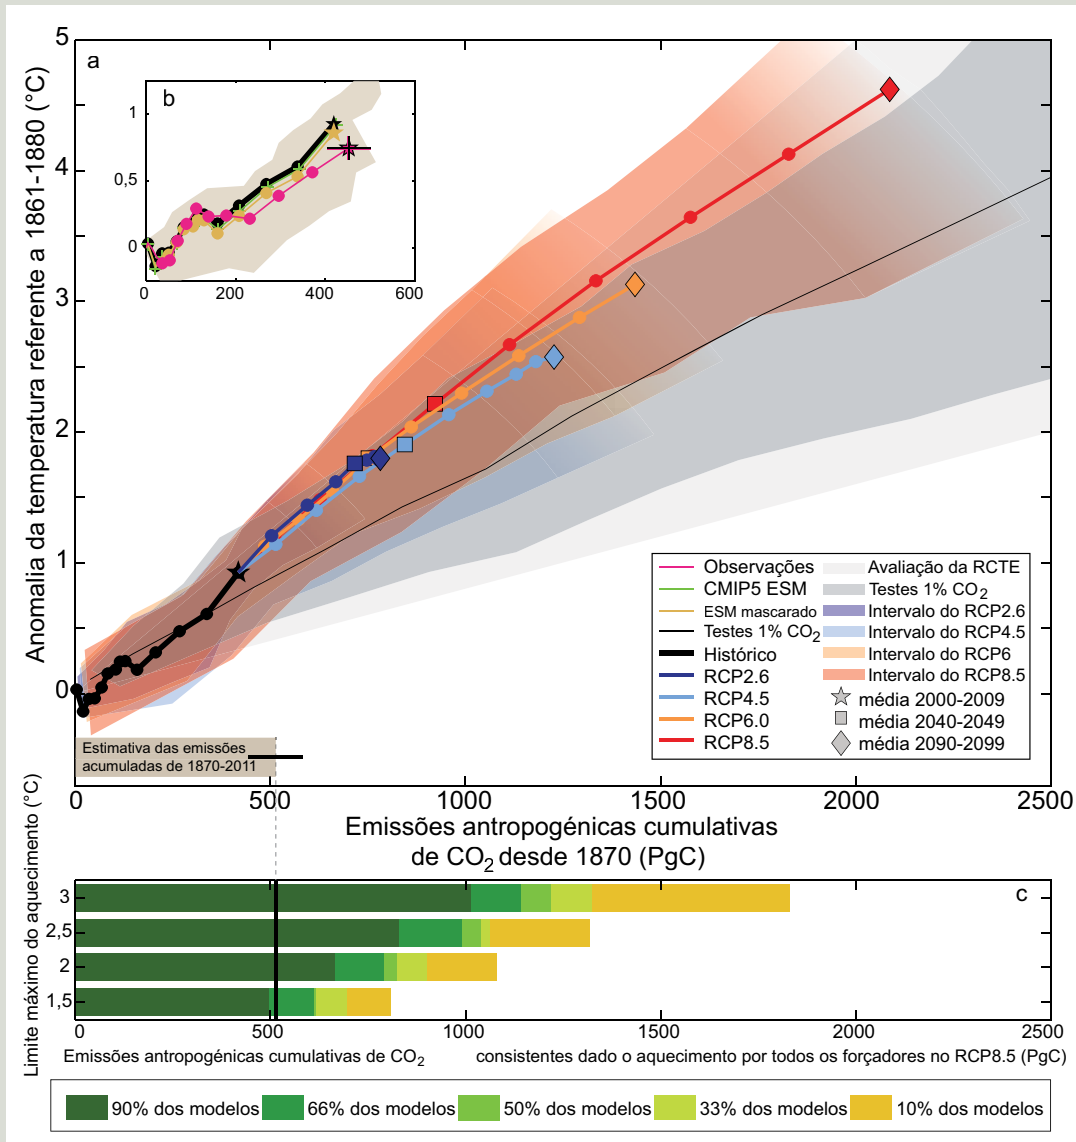 a
Anomalia da temperatura referente a 1861-1880 (°C)
5
4
3
2
1
0
b
1
0,5
0
0 200 400 600
Observações
CMIP5 ESM
ESM mascarado
Testes 1% CO2
Histórico
RCP2.6
RCP4.5
RCP6.0
RCP8.5
Avaliação da RCTE
Testes 1% CO2
Intervalo do RCP2.6
Intervalo do RCP4.5
Intervalo do RCP6
Intervalo do RCP8.5
média 2000-2009
média 2040-2049
média 2090-2099
Estimativa das emissões
acumuladas de 1870-2011
0 500 1000 1500 2000 2500
Emissões antropogénicas cumulativas
de CO2 desde 1870 (PgC)
Limite máximo do aquecimento (°C)
c
3
2,5
2
1,5
0 500 1000 1500 2000 2500
Emissões antropogénicas cumulativas de CO2 consistentes dado o aquecimento por todos os forçadores no RCP8.5 (PgC)
90% dos modelos 66% dos modelos 50% dos modelos 33% dos modelos 10% dos modelos